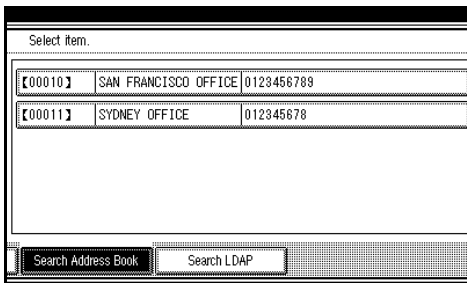 Select item.
【00010】 SAN FRANCISCO OFFICE 0123456789
【00011】 SYDNEY OFFICE 012345678
Search Address Book Search LDAP